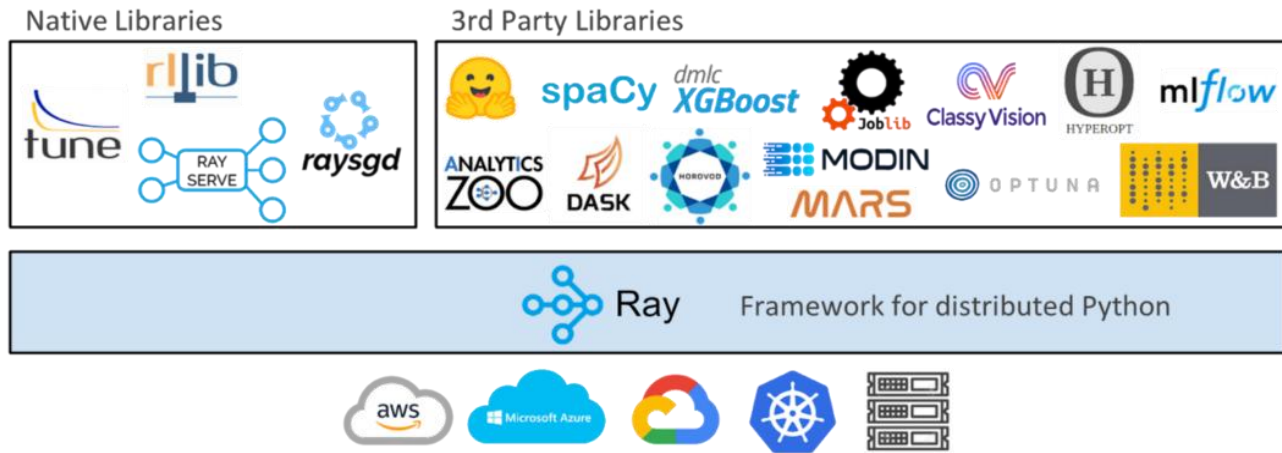 Native Libraries
3rd Party Libraries
tune
rllib
RAY
SERVE
raysgd
spaCy
dmlc
XGBoost
Joblib
Classy Vision
H
HYPEROPT
mlflow
ANALYTICS
ZOO
DASK
HOROVOD
MODIN
MARS
OPTUNA
W&B
Ray
Framework for distributed Python
aws
Microsoft Azure